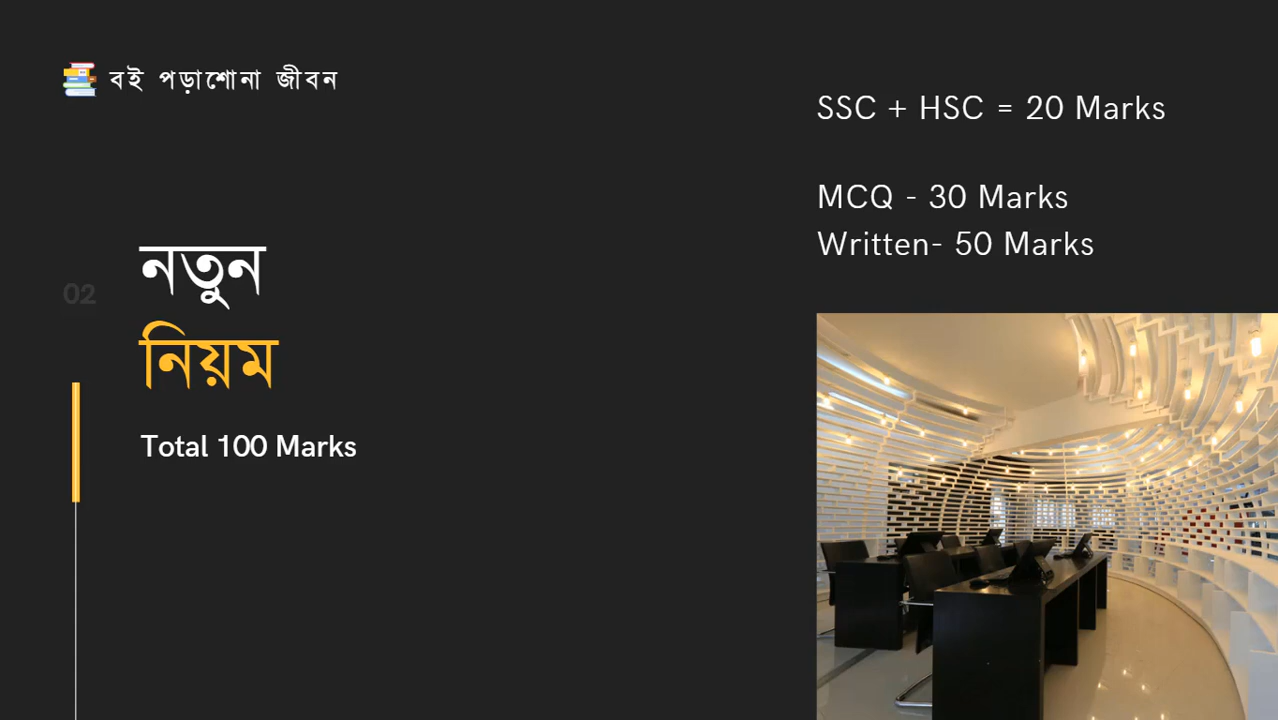 বই পড়াশোনা জীবন
02
নতুন
নিয়ম
Total 100 Marks
SSC + HSC = 20 Marks
MCQ - 30 Marks
Written- 50 Marks